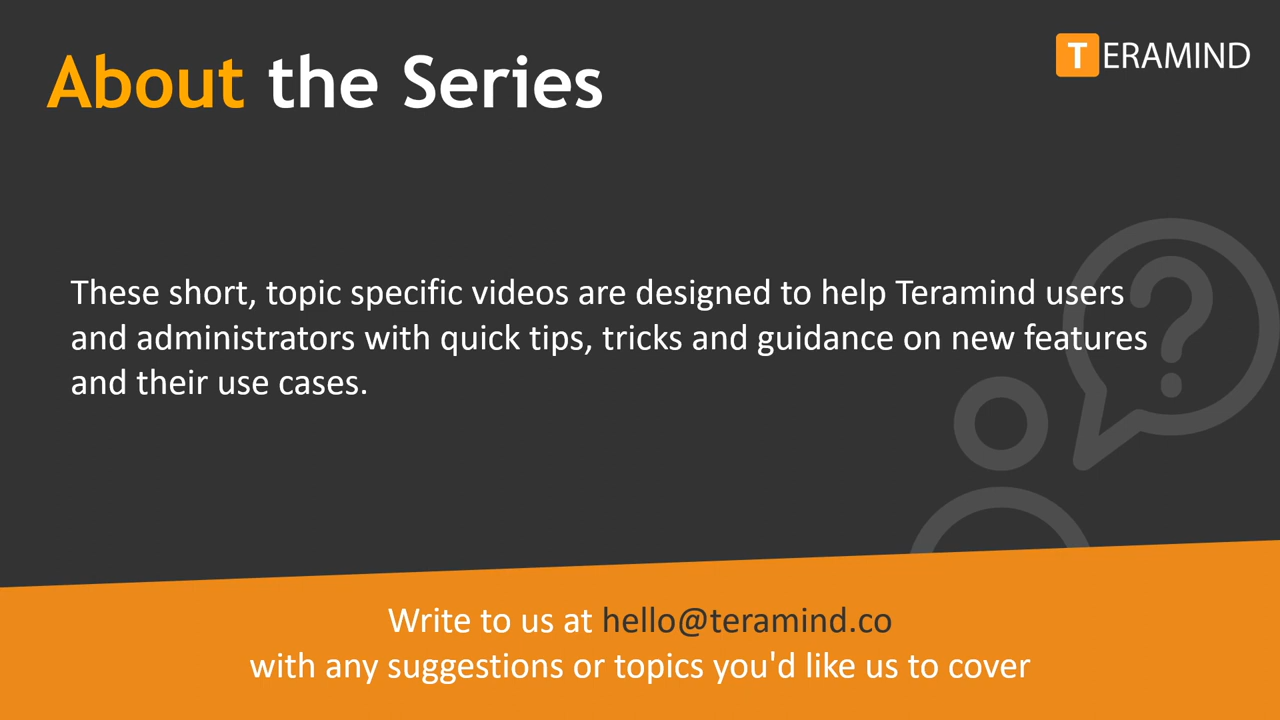 About the Series
TERAMIND
These short, topic specific videos are designed to help Teramind users
and administrators with quick tips, tricks and guidance on new features
and their use cases.
Write to us at hello@teramind.co
with any suggestions or topics you'd like us to cover